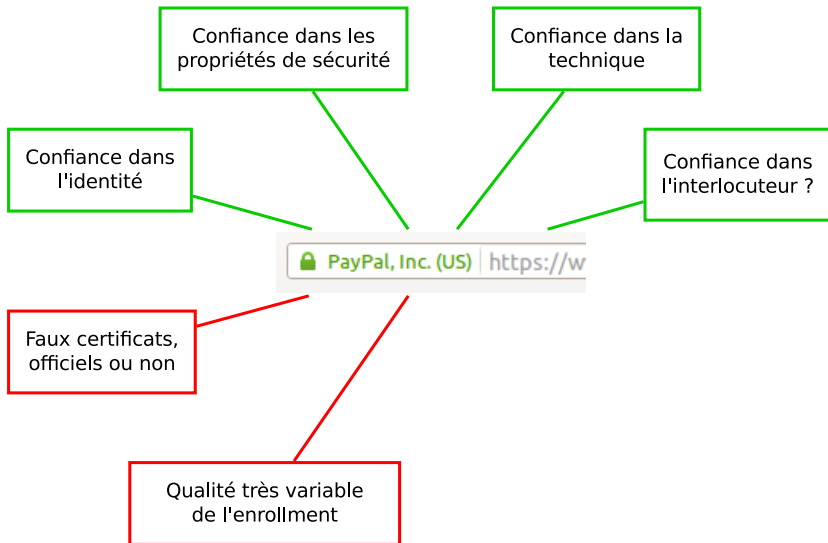 Confiance dans les
propriétés de sécurité
Confiance dans la
technique
Confiance dans
l'identité
Confiance dans
l'interlocuteur ?
PayPal, Inc. (US) https://w
Faux certificats,
officiels ou non
Qualité très variable
de l'enrollment